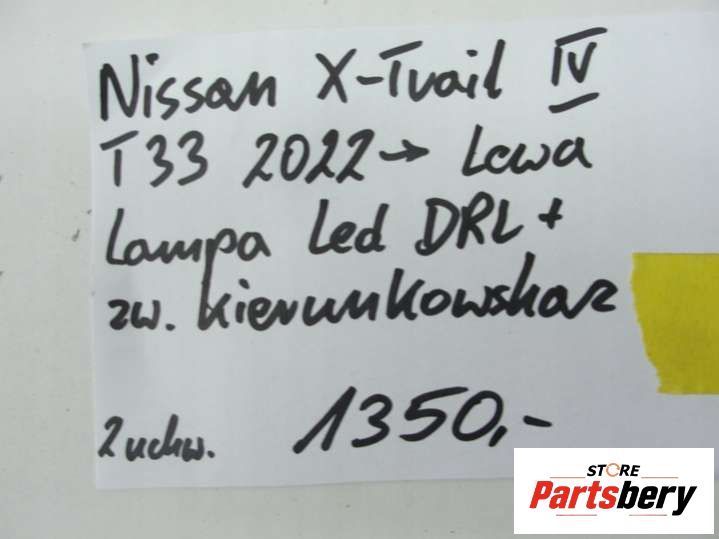 Nissan X-Trail IV
T33 2022→ Lewa
Lampa Led DRL +
zw. kierunkowskaz
2 uchw. 1350,-
STORE
Partsbery